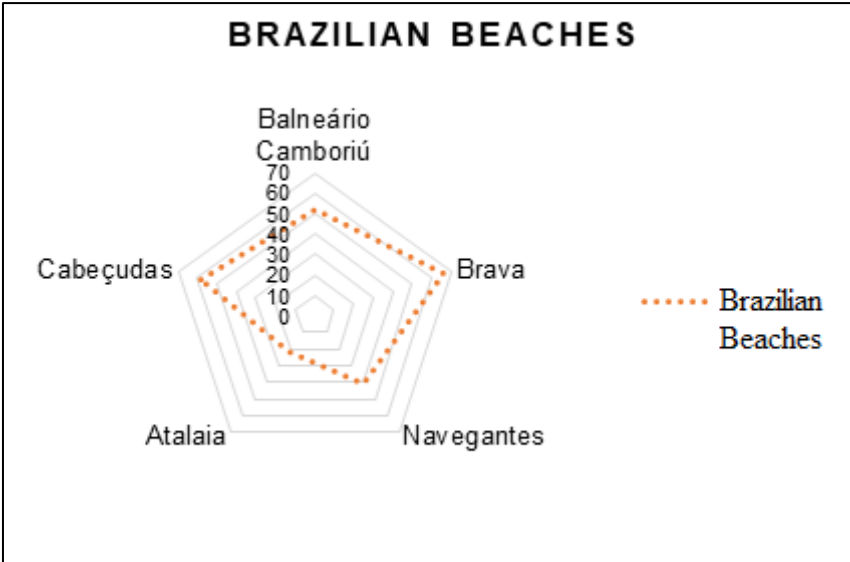 BRAZILIAN BEACHES
Balneário
Camboriú
70
60
50
40
30
20
10
0
Cabeçudas
Brava
Atalaia
Navegantes
Brazilian
Beaches